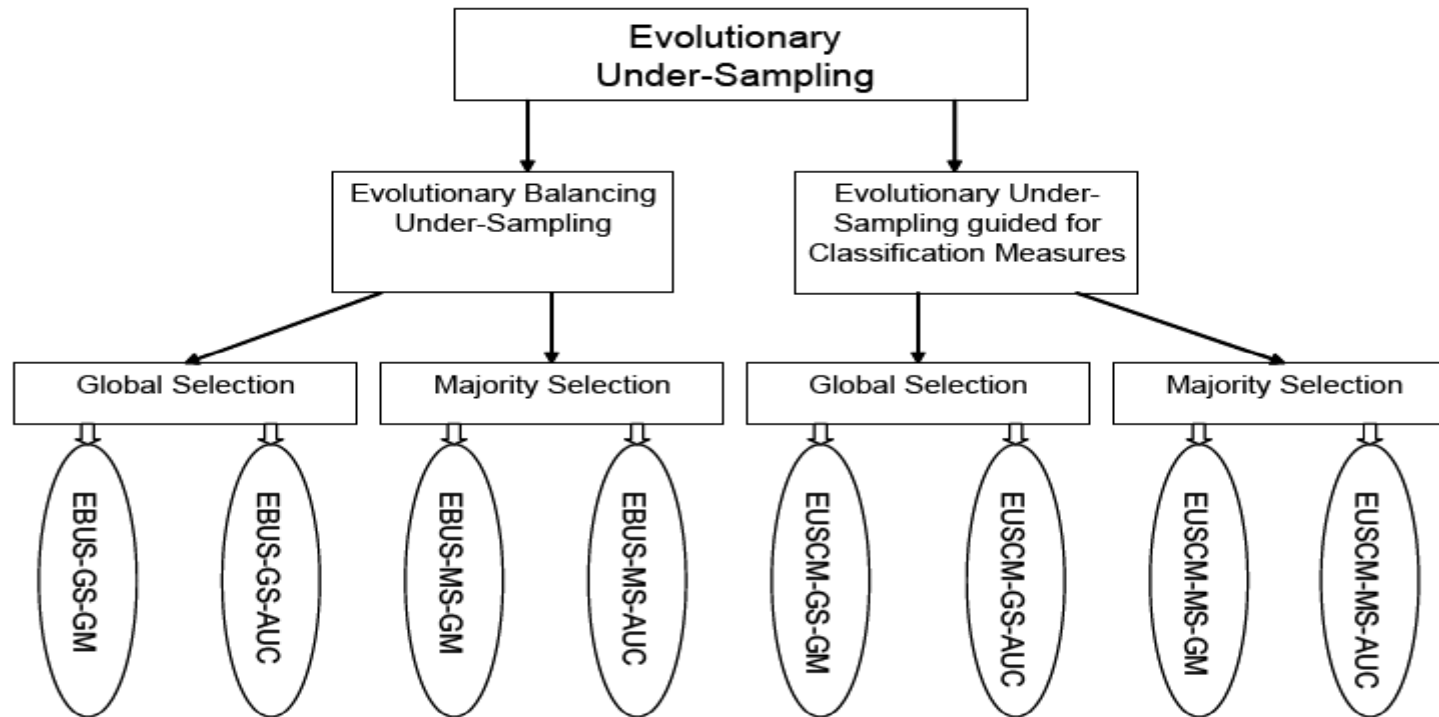 Evolutionary
Under-Sampling
Evolutionary Balancing
Under-Sampling
Evolutionary Under-
Sampling guided for
Classification Measures
Global Selection
Majority Selection
Global Selection
Majority Selection
EBUS-GS-GM
EBUS-GS-AUC
EBUS-MS-GM
EBUS-MS-AUC
EUSCM-GS-GM
EUSCM-GS-AUC
EUSCM-MS-GM
EUSCM-MS-AUC